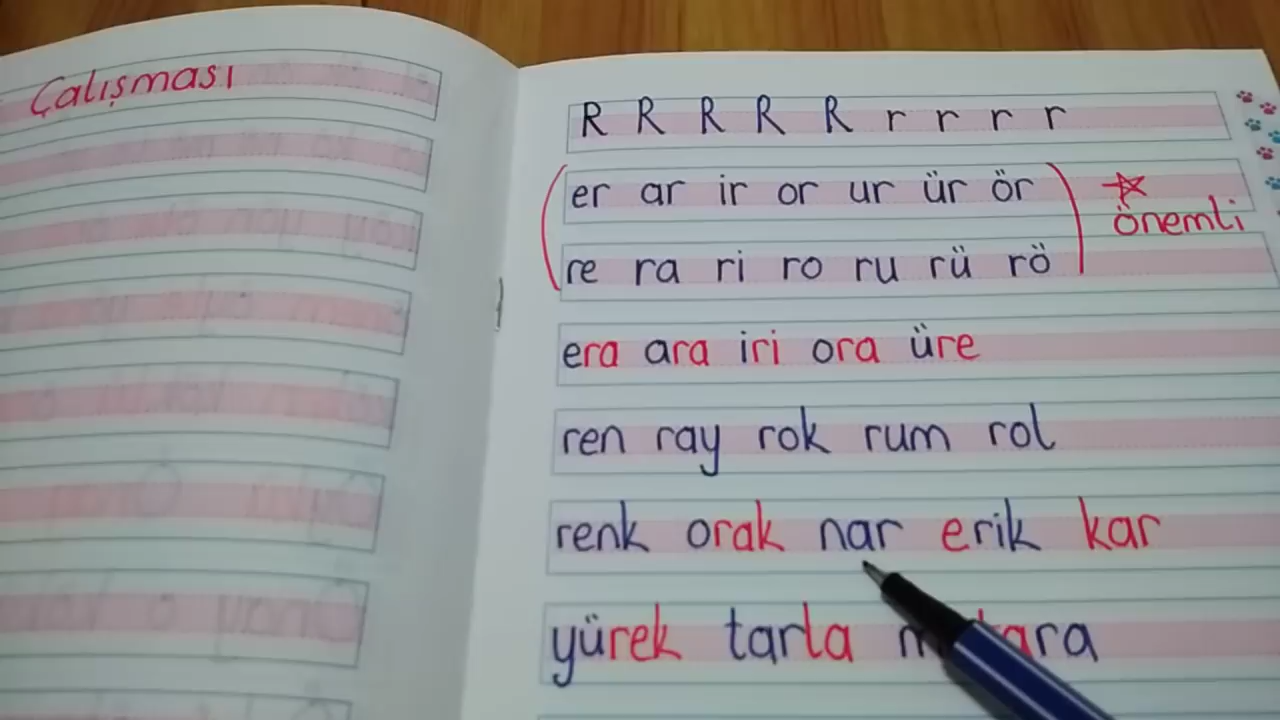 Çalışması
R R R R R r r r r
er ar ir or ur ür ör
önemli
re ra ri ro ru rü rö
era ara iri ora üre
ren ray rok rum rol
renk orak nar erik kar
yürek tarla